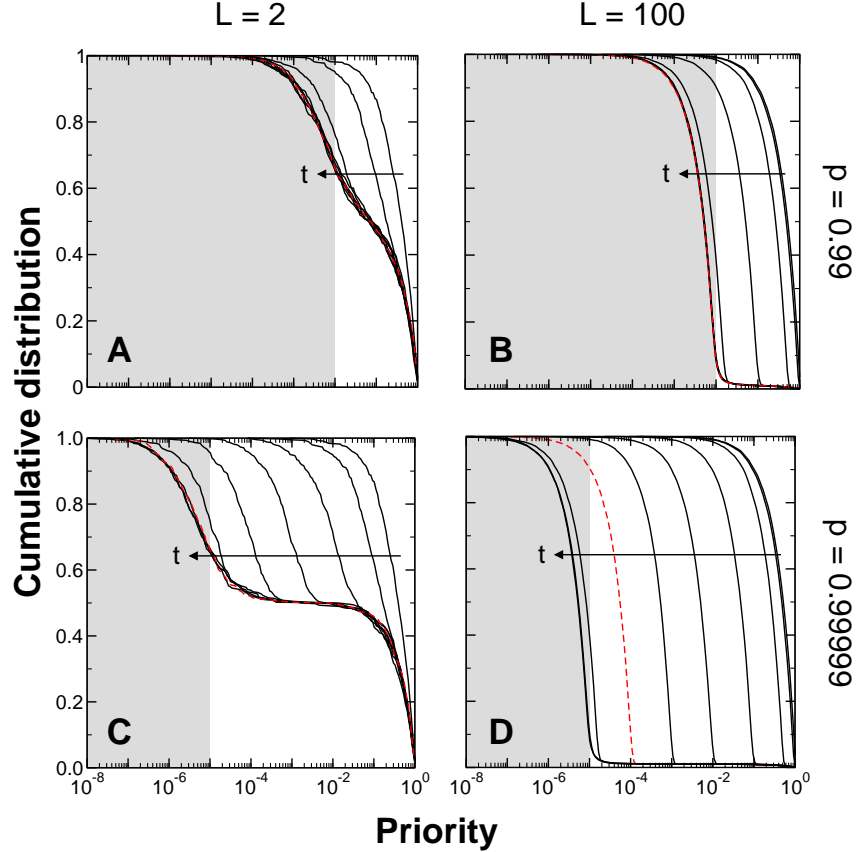 L = 2
L = 100
1
0.8
0.6
0.4
0.2
0
t
A
t
B
p = 0.99
Cumulative distribution
1.0
0.8
0.6
0.4
0.2
0.0
t
C
t
D
p = 0.999999
10^-8 10^-6 10^-4 10^-2 10^0
10^-8 10^-6 10^-4 10^-2 10^0
Priority